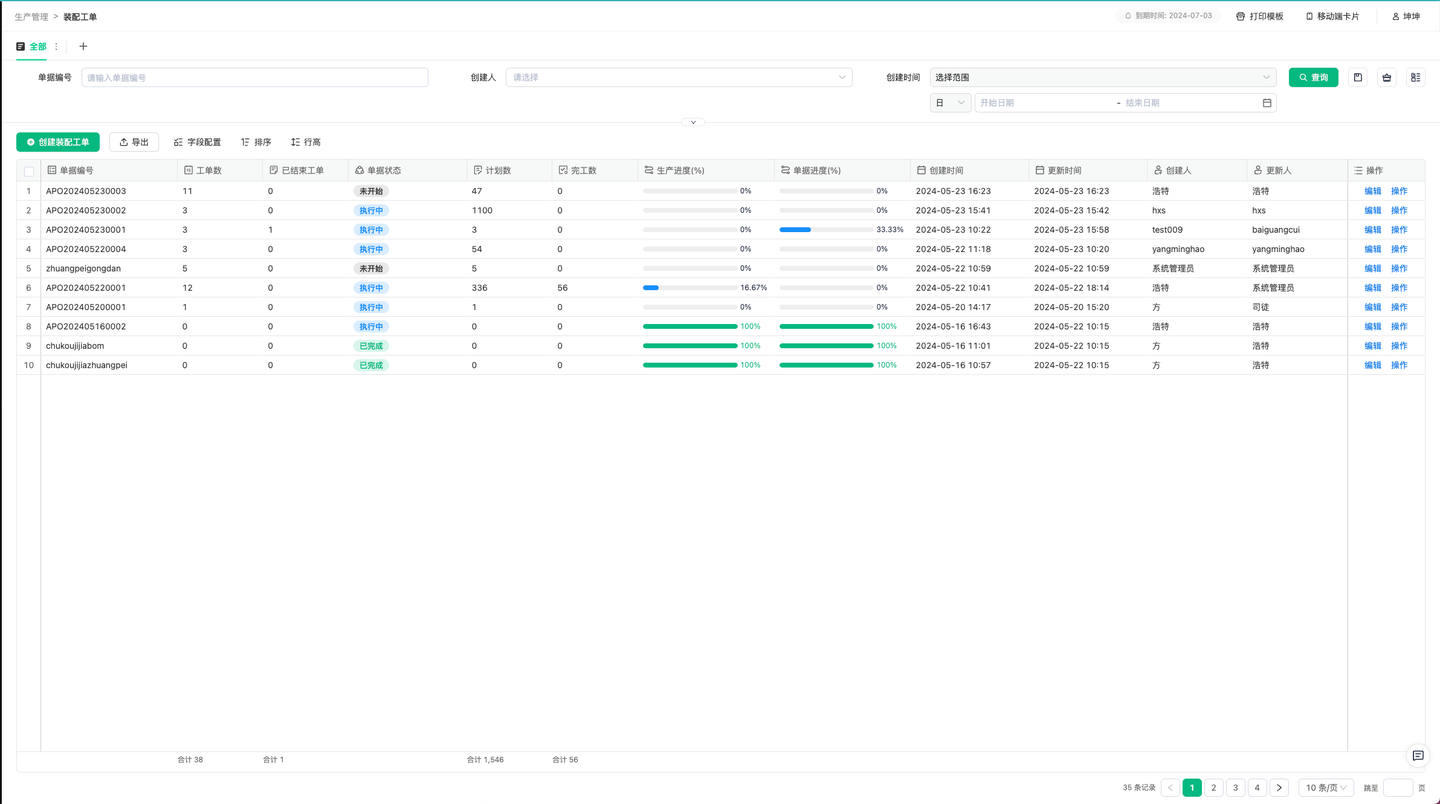 生产管理 > 装配工单 到期时间: 2024-07-03 打印模板 移动端卡片 坤坤
全部
单据编号 请输入单据编号 创建人 请选择 创建时间 选择范围 查询
日 开始日期 - 结束日期
创建装配工单 导出 字段配置 排序 行高
单据编号 工单数 已结束工单 单据状态 计划数 完工数 生产进度(%) 单据进度(%) 创建时间 更新时间 创建人 更新人 操作
1 APO202405230003 11 0 未开始 47 0 0% 0% 2024-05-23 16:23 2024-05-23 16:23 浩特 浩特 编辑 操作
2 APO202405230002 3 0 执行中 1100 0 0% 0% 2024-05-23 15:41 2024-05-23 15:42 hxs hxs 编辑 操作
3 APO202405230001 3 1 执行中 3 0 0% 33.33% 2024-05-23 10:22 2024-05-23 15:58 test009 baiguangcui 编辑 操作
4 APO202405220004 3 0 执行中 54 0 0% 0% 2024-05-22 11:18 2024-05-23 10:20 yangminghao yangminghao 编辑 操作
5 zhuangpeigongdan 5 0 未开始 5 0 0% 0% 2024-05-22 10:59 2024-05-22 10:59 系统管理员 系统管理员 编辑 操作
6 APO202405220001 12 0 执行中 336 56 16.67% 0% 2024-05-22 10:41 2024-05-22 18:14 浩特 系统管理员 编辑 操作
7 APO202405200001 1 0 执行中 1 0 0% 0% 2024-05-20 14:17 2024-05-20 15:20 方 司徒 编辑 操作
8 APO202405160002 0 0 执行中 0 0 100% 100% 2024-05-16 16:43 2024-05-22 10:15 浩特 浩特 编辑 操作
9 chukoujijiabom 0 0 已完成 0 0 100% 100% 2024-05-16 11:01 2024-05-22 10:15 方 浩特 编辑 操作
10 chukoujijiazhuangpei 0 0 已完成 0 0 100% 100% 2024-05-16 10:57 2024-05-22 10:15 方 浩特 编辑 操作
合计 38 合计 1 合计 1,546 合计 56
35 条记录 1 2 3 4 10 条/页 跳至 页